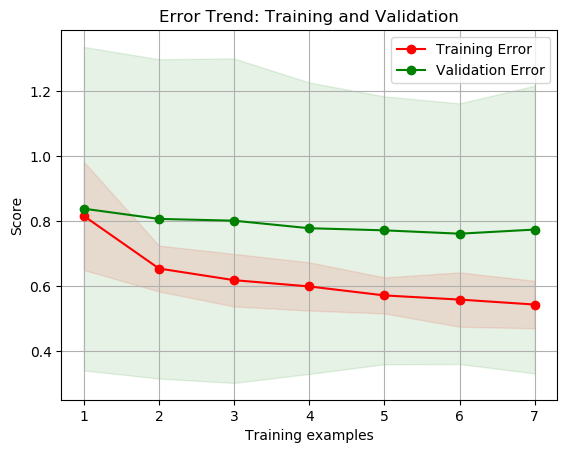 Error Trend: Training and Validation
Training Error
Validation Error
1.2
1.0
0.8
0.6
0.4
Score
1 2 3 4 5 6 7
Training examples